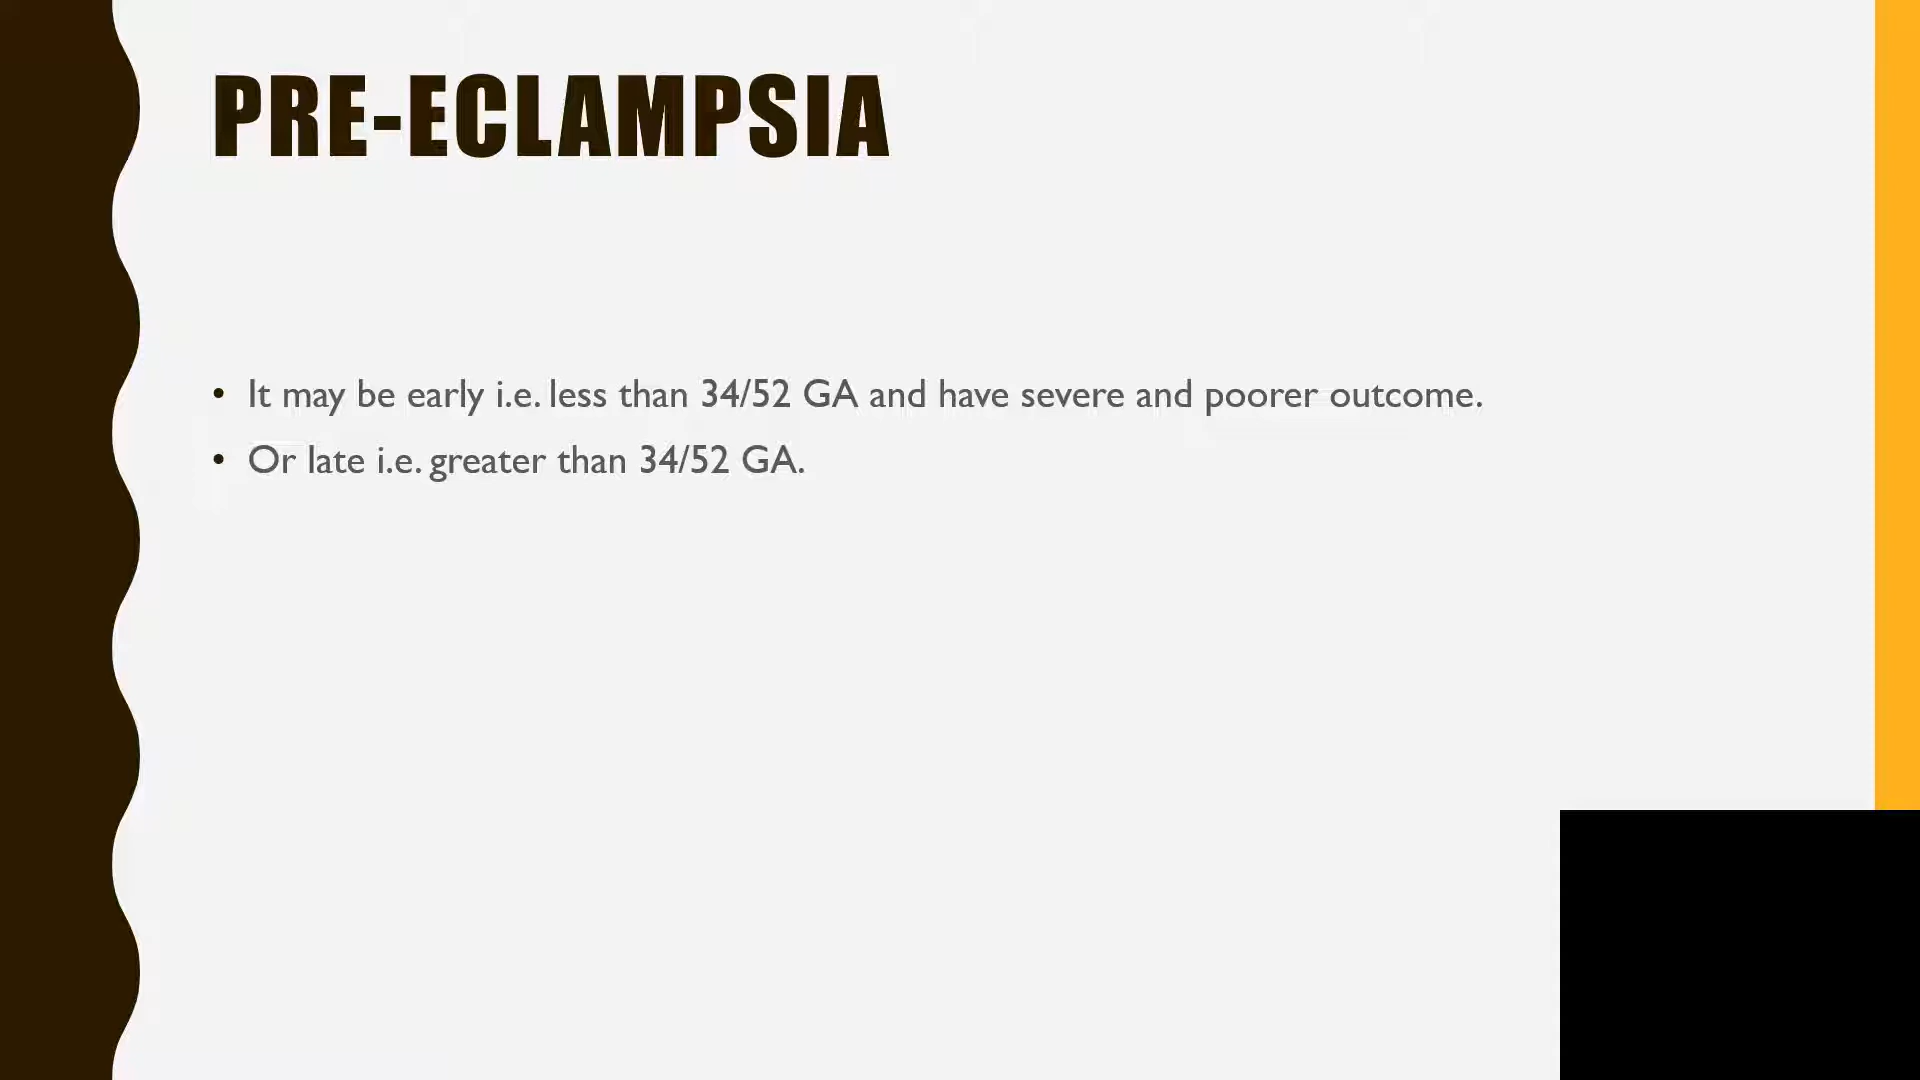 PRE-ECLAMPSIA
• It may be early i.e. less than 34/52 GA and have severe and poorer outcome.
• Or late i.e. greater than 34/52 GA.